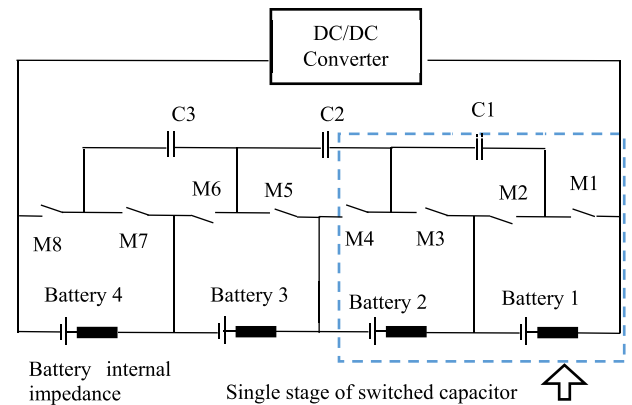 DC/DC
Converter
C3
C2
C1
M6
M5
M2
M1
M8
M7
M4
M3
Battery 4
Battery 3
Battery 2
Battery 1
Battery internal
impedance
Single stage of switched capacitor